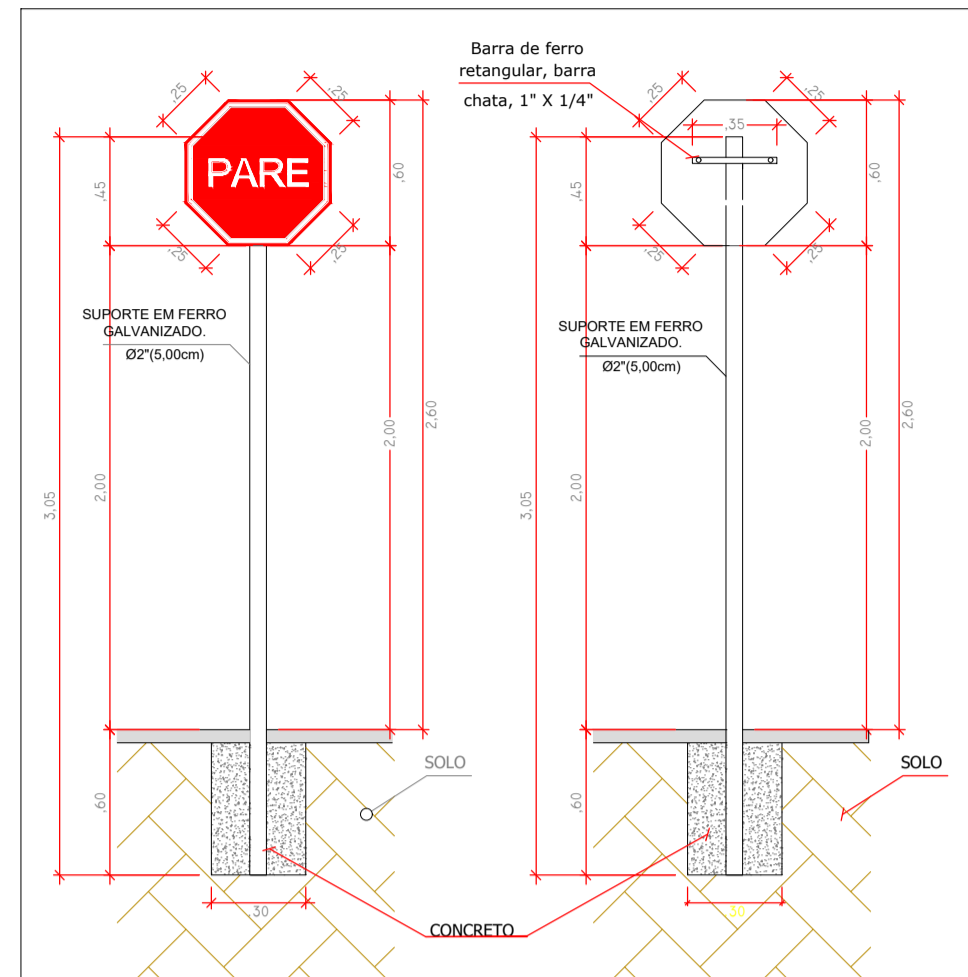 Barra de ferro
retangular, barra
chata, 1" X 1/4"
,25
,25
,25
,25
,35
PARE
,45
,60
,45
,60
,25
,25
,25
,25
SUPORTE EM FERRO
GALVANIZADO.
Ø2"(5,00cm)
SUPORTE EM FERRO
GALVANIZADO.
Ø2"(5,00cm)
3,05
2,00
2,00
2,60
3,05
2,00
2,00
2,60
SOLO
SOLO
,60
,60
,30
,30
CONCRETO